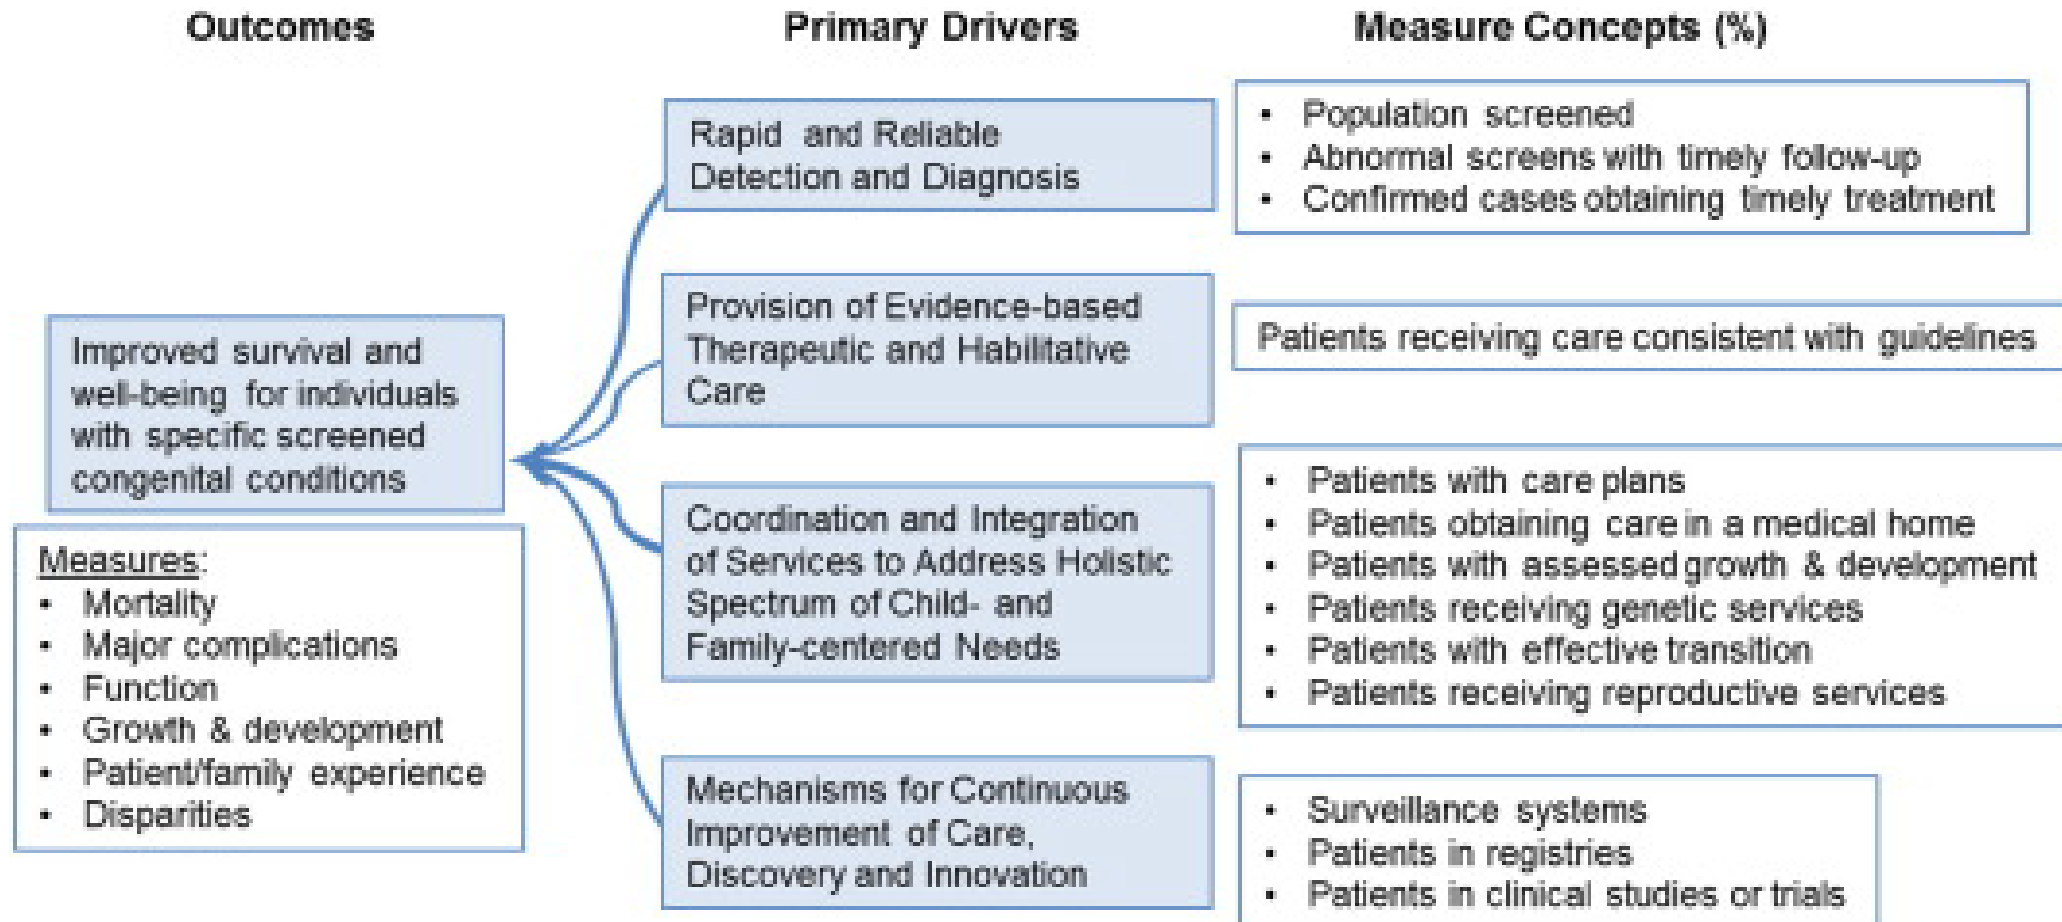 Outcomes
Primary Drivers
Measure Concepts (%)
Improved survival and
well-being for individuals
with specific screened
congenital conditions
Measures:
• Mortality
• Major complications
• Function
• Growth & development
• Patient/family experience
• Disparities
Rapid and Reliable
Detection and Diagnosis
• Population screened
• Abnormal screens with timely follow-up
• Confirmed cases obtaining timely treatment
Provision of Evidence-based
Therapeutic and Habilitative
Care
Patients receiving care consistent with guidelines
Coordination and Integration
of Services to Address Holistic
Spectrum of Child- and
Family-centered Needs
• Patients with care plans
• Patients obtaining care in a medical home
• Patients with assessed growth & development
• Patients receiving genetic services
• Patients with effective transition
• Patients receiving reproductive services
Mechanisms for Continuous
Improvement of Care,
Discovery and Innovation
• Surveillance systems
• Patients in registries
• Patients in clinical studies or trials